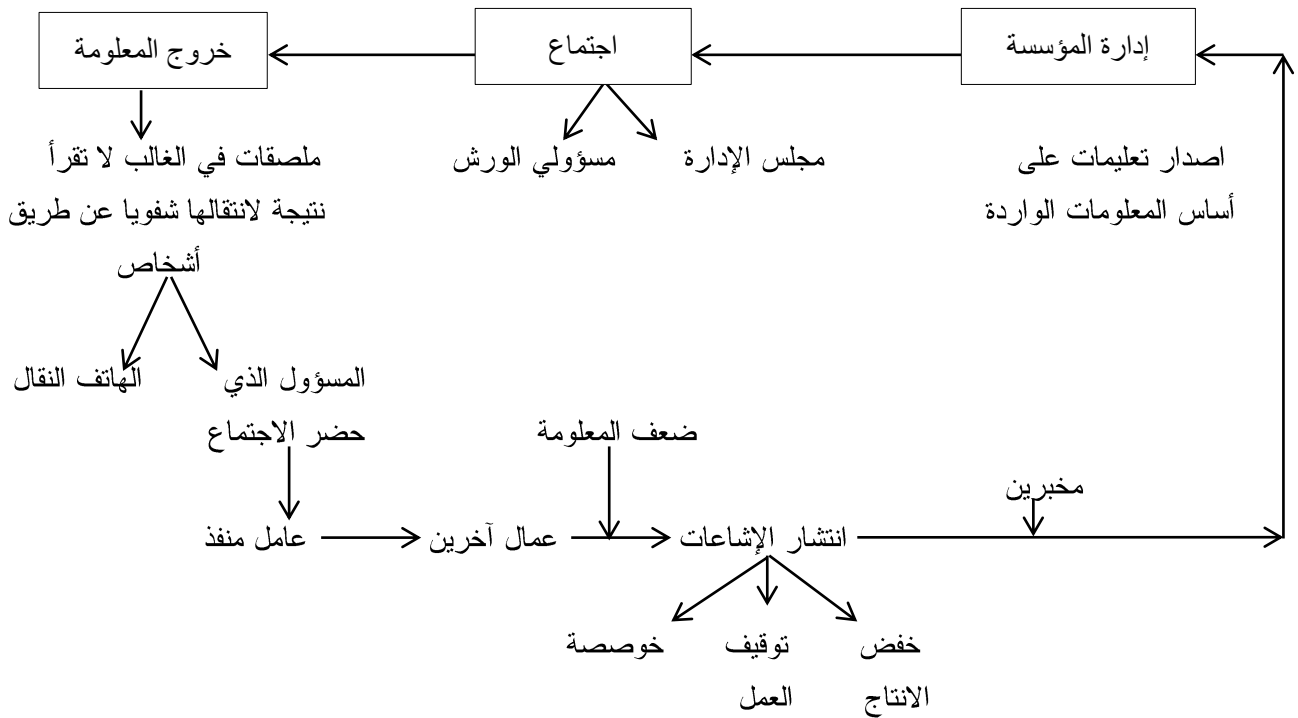 إدارة المؤسسة
اجتماع
خروج المعلومة
اصدار تعليمات على
أساس المعلومات الواردة
مجلس الإدارة
مسؤولي الورش
ملصقات في الغالب لا تقرأ
نتيجة لانتقالها شفويا عن طريق
أشخاص
المسؤول الذي
حضر الاجتماع
الهاتف النقال
عامل منفذ
عمال آخرين
ضعف المعلومة
انتشار الإشاعات
مخبرين
خفض
الانتاج
توقيف
العمل
خوصصة